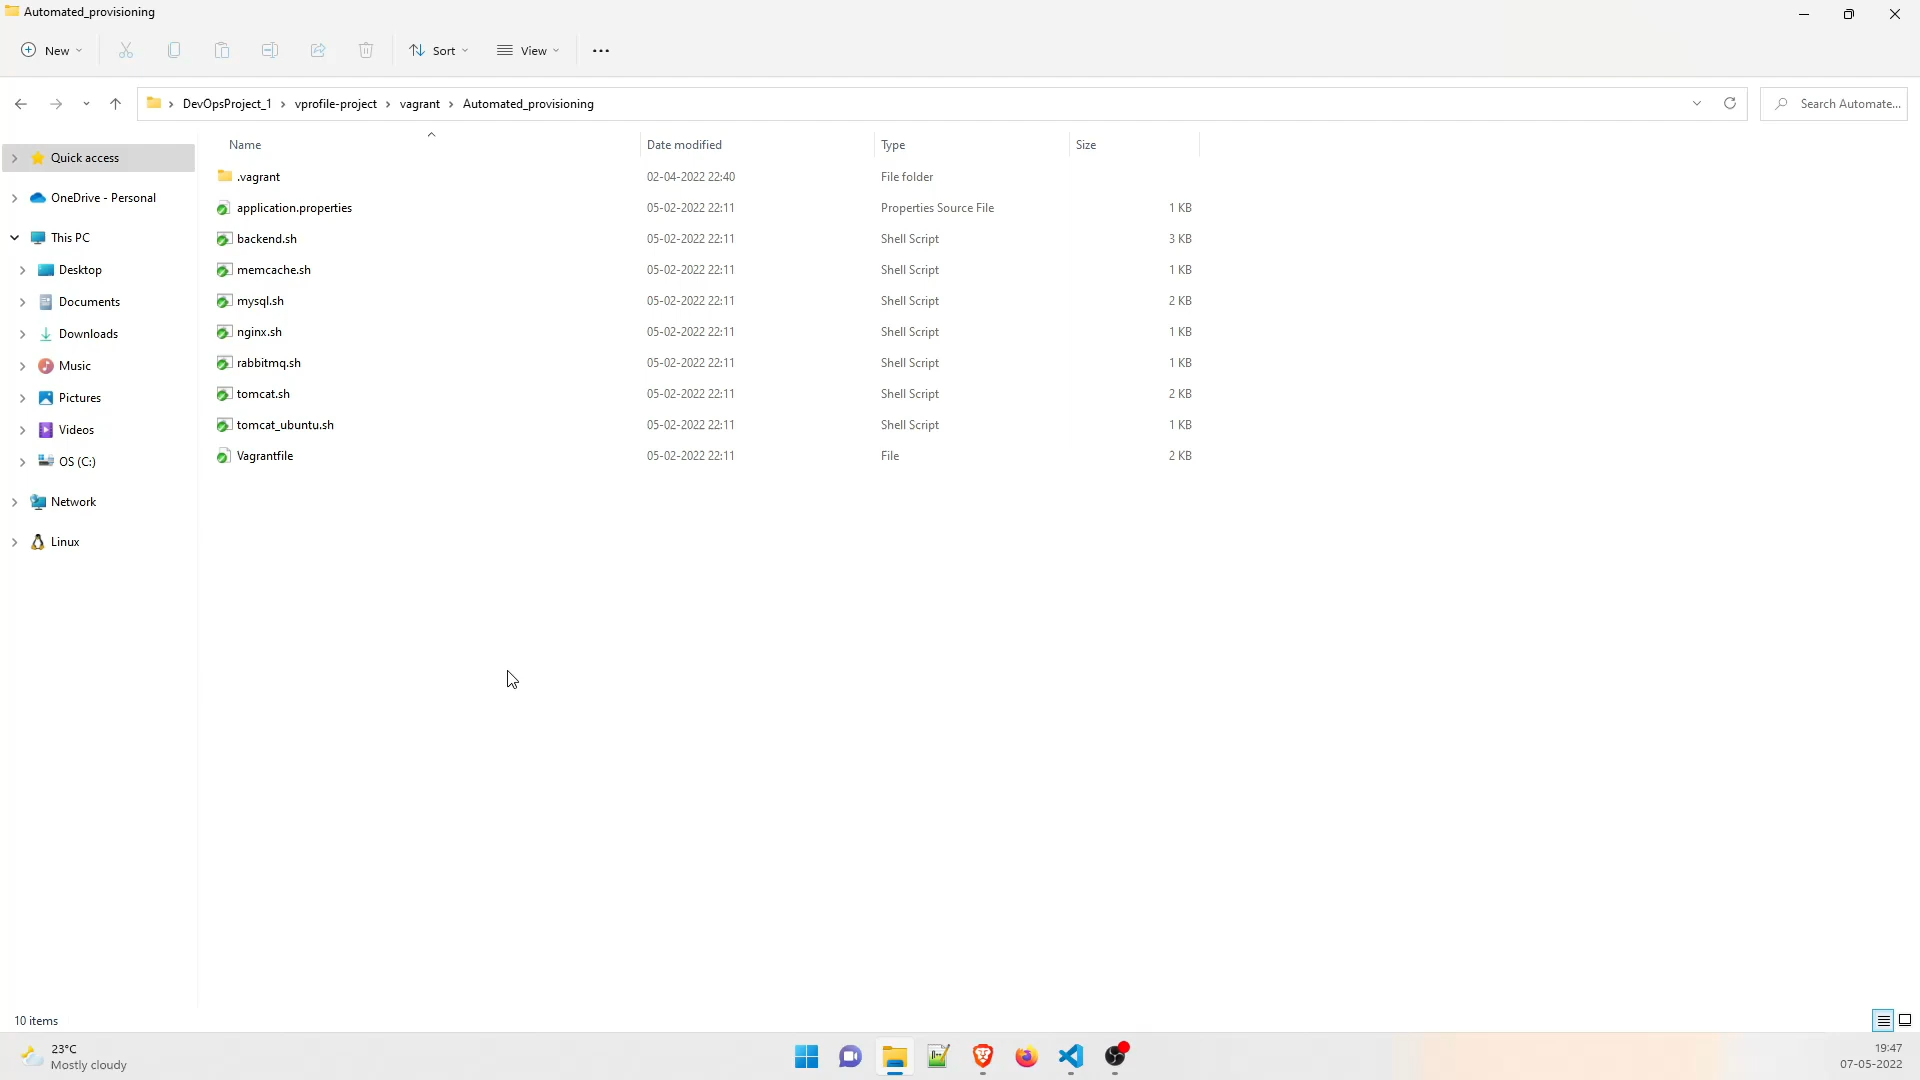 Automated_provisioning
New
Sort
View
DevOpsProject_1 > vprofile-project > vagrant > Automated_provisioning
Search Automate...
Name Date modified Type Size
Quick access
OneDrive - Personal
This PC
Desktop
Documents
Downloads
Music
Pictures
Videos
OS (C:)
Network
Linux
.vagrant 02-04-2022 22:40 File folder
application.properties 05-02-2022 22:11 Properties Source File 1 KB
backend.sh 05-02-2022 22:11 Shell Script 3 KB
memcache.sh 05-02-2022 22:11 Shell Script 1 KB
mysql.sh 05-02-2022 22:11 Shell Script 2 KB
nginx.sh 05-02-2022 22:11 Shell Script 1 KB
rabbitmq.sh 05-02-2022 22:11 Shell Script 1 KB
tomcat.sh 05-02-2022 22:11 Shell Script 2 KB
tomcat_ubuntu.sh 05-02-2022 22:11 Shell Script 1 KB
Vagrantfile 05-02-2022 22:11 File 2 KB
10 items
23°C
Mostly cloudy
19:47
07-05-2022